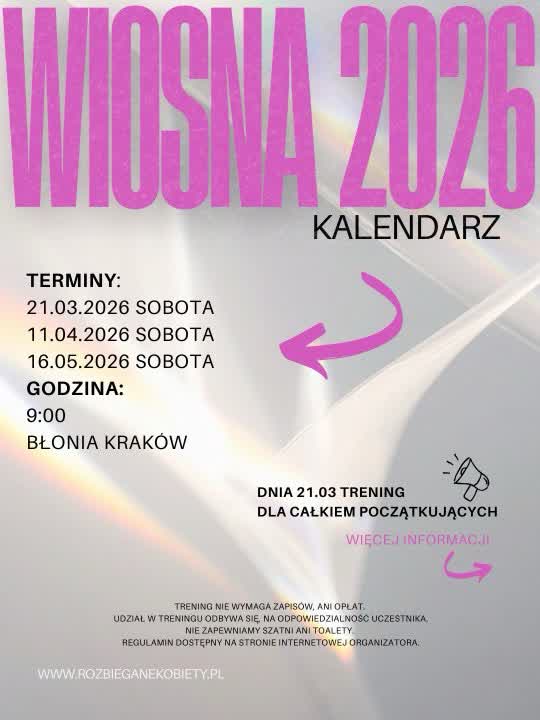 WIOSNA 2026
KALENDARZ
TERMINY:
21.03.2026 SOBOTA
11.04.2026 SOBOTA
16.05.2026 SOBOTA
GODZINA:
9:00
BŁONIA KRAKÓW
DNIA 21.03 TRENING
DLA CAŁKIEM POCZĄTKUJĄCYCH
WIĘCEJ INFORMACJI
TRENING NIE WYMAGA ZAPISÓW, ANI OPŁAT.
UDZIAŁ W TRENINGU ODBYWA SIĘ, NA ODPOWIEDZIALNOŚĆ UCZESTNIKA.
NIE ZAPEWNIAMY SZATNI ANI TOALETY.
REGULAMIN DOSTĘPNY NA STRONIE INTERNETOWEJ ORGANIZATORA.
WWW.ROZBIEGANEKOBIETY.PL